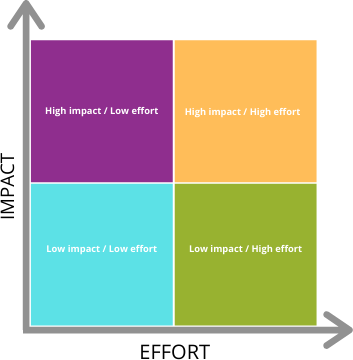 IMPACT
High impact / Low effort
High impact / High effort
Low impact / Low effort
Low impact / High effort
EFFORT